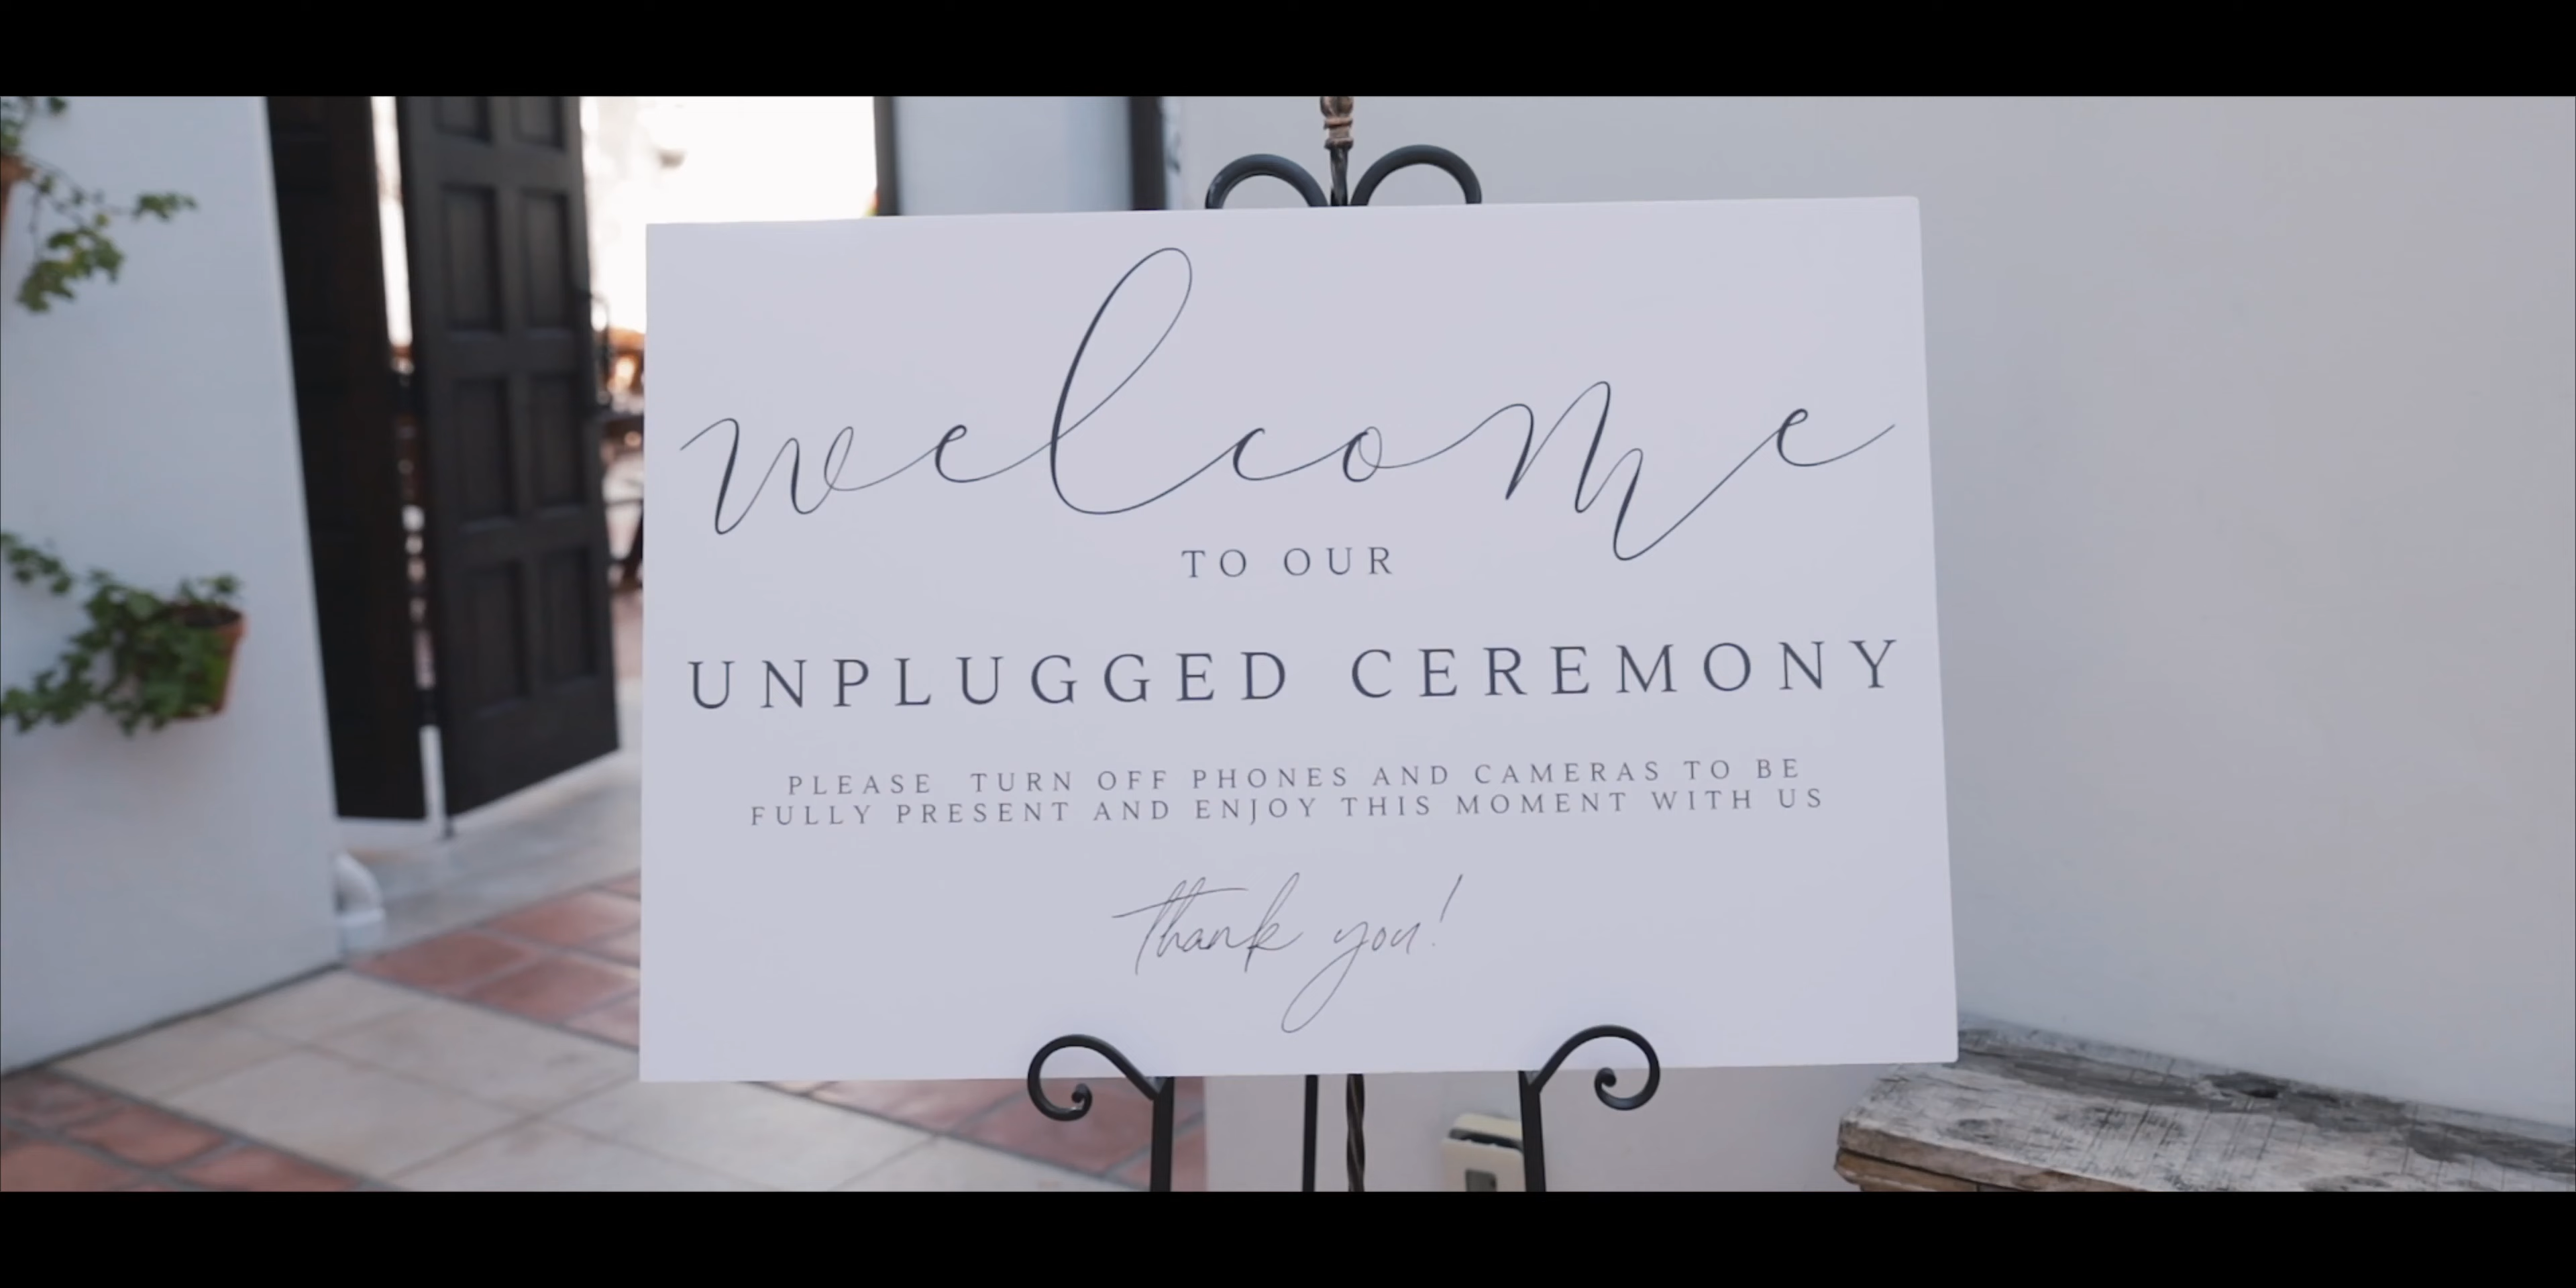 welcome
TO OUR
UNPLUGGED CEREMONY
PLEASE TURN OFF PHONES AND CAMERAS TO BE
FULLY PRESENT AND ENJOY THIS MOMENT WITH US
thank you!